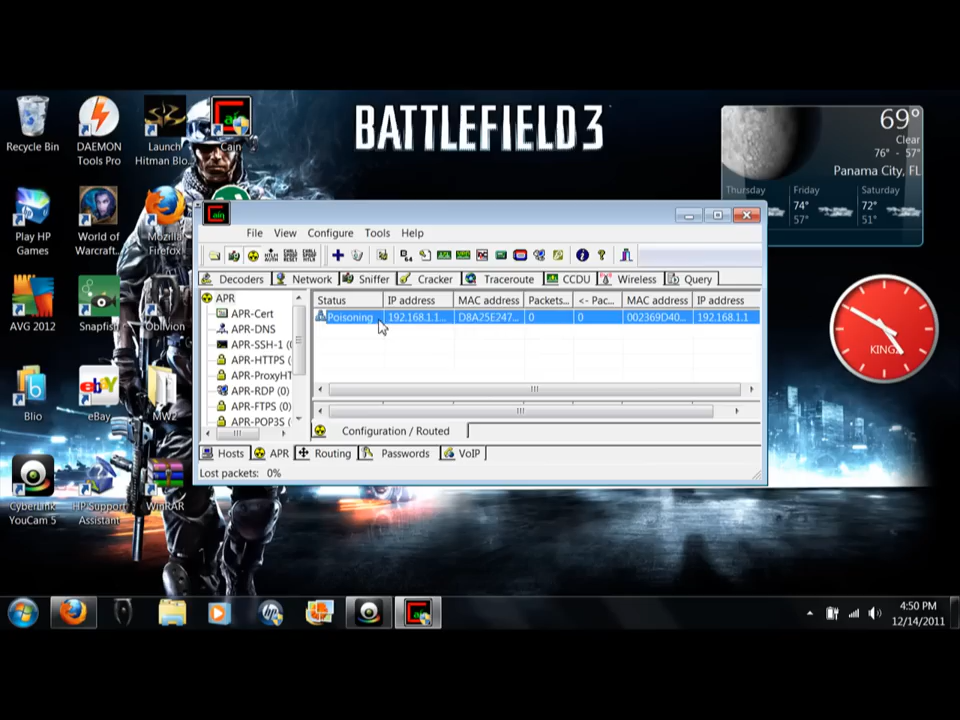 BATTLEFIELD 3
69°
Clear
76° - 57°
Panama City, FL
Thursday
Friday
Saturday
74°
57°
72°
51°
Recycle Bin
DAEMON
Tools Pro
Launch
Hitman Blo...
Cain
Play HP
Games
World of
Warcraft...
Mozilla
Firefox
AVG 2012
Snapfish
Oblivion
Blio
eBay
MW2
CyberLink
YouCam 5
HP Support
Assistant
WinRAR
KINGZ
File View Configure Tools Help
Decoders Network Sniffer Cracker Traceroute CCDU Wireless Query
APR
APR-Cert
APR-DNS
APR-SSH-1 (
APR-HTTPS (
APR-ProxyHT
APR-RDP (0)
APR-FTPS (0)
APR-POP3S (
Status IP address MAC address Packets... <- Pac... MAC address IP address
Poisoning 192.168.1.1... D8A25E247... 0 0 002369D40... 192.168.1.1
Configuration / Routed
Hosts APR Routing Passwords VoIP
Lost packets: 0%
4:50 PM
12/14/2011